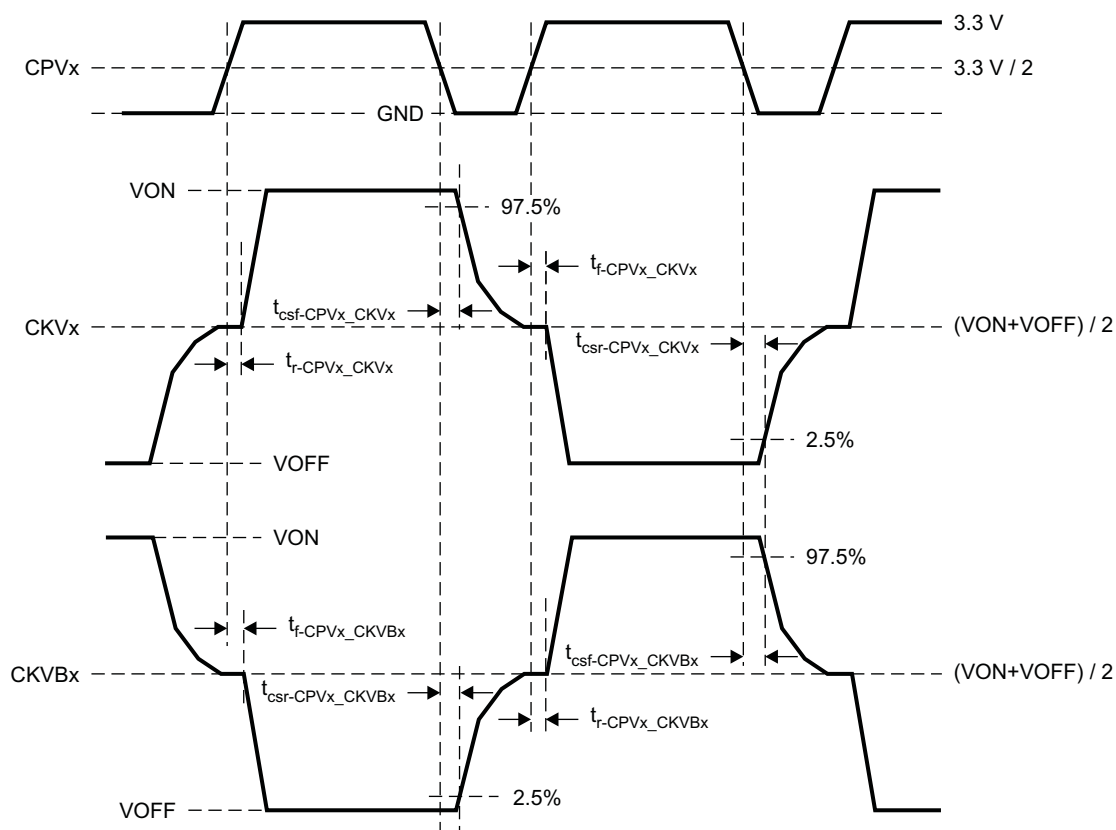 3.3 V
CPVx
3.3 V / 2
GND
VON
97.5%
tf-CPVx_CKVx
tcsf-CPVx_CKVx
CKVx
(VON+VOFF) / 2
tcsr-CPVx_CKVx
tr-CPVx_CKVx
2.5%
VOFF
VON
97.5%
tf-CPVx_CKVBx
tcsf-CPVx_CKVBx
CKVBx
(VON+VOFF) / 2
tcsr-CPVx_CKVBx
tr-CPVx_CKVBx
2.5%
VOFF